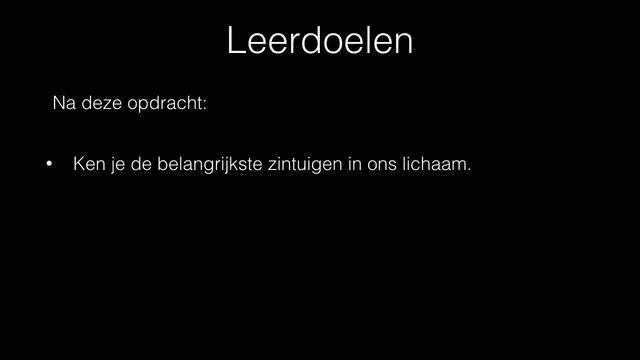 Leerdoelen
Na deze opdracht:
• Ken je de belangrijkste zintuigen in ons lichaam.